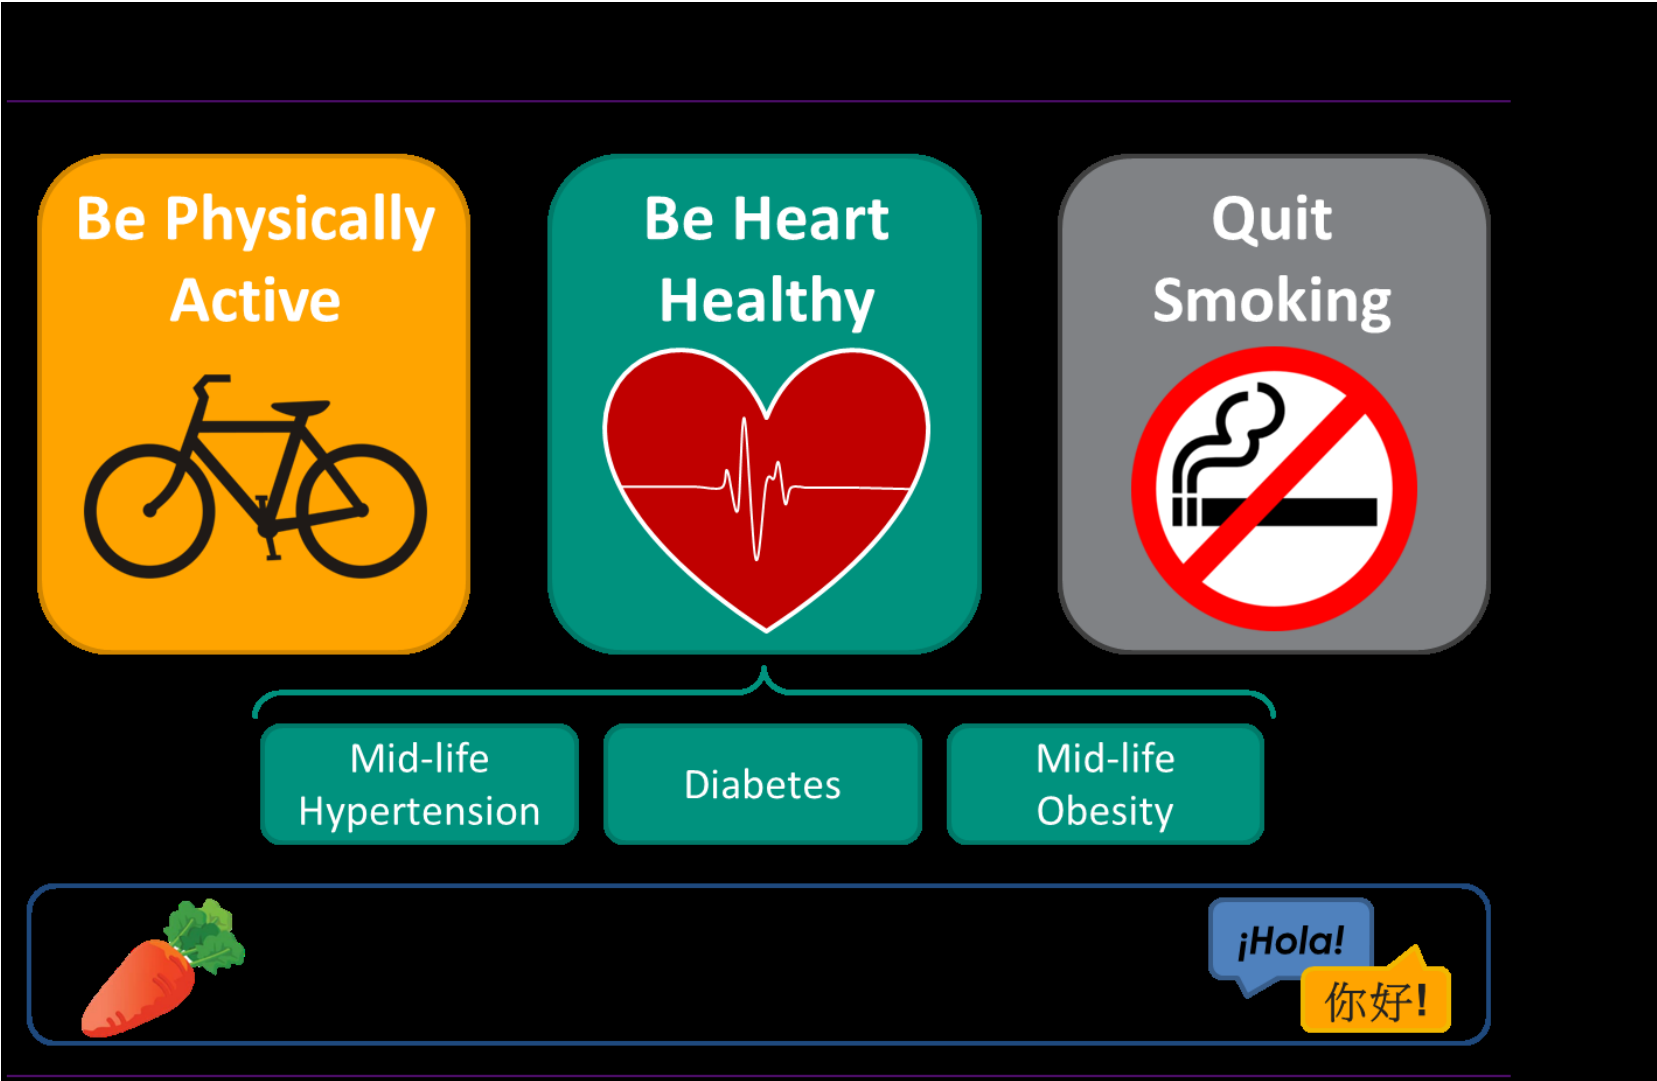 Be Physically
Active
Be Heart
Healthy
Quit
Smoking
Mid-life
Hypertension
Diabetes
Mid-life
Obesity
¡Hola!
你好!